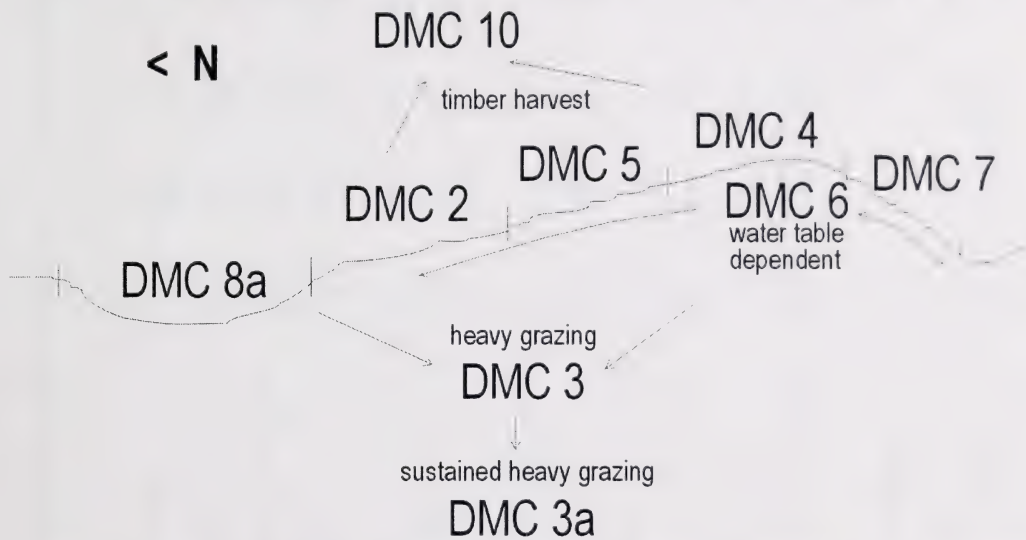 DMC 10
< N
timber harvest
DMC 4
DMC 5
DMC 7
DMC 2
DMC 6
water table
dependent
DMC 8a
heavy grazing
DMC 3
sustained heavy grazing
DMC 3a